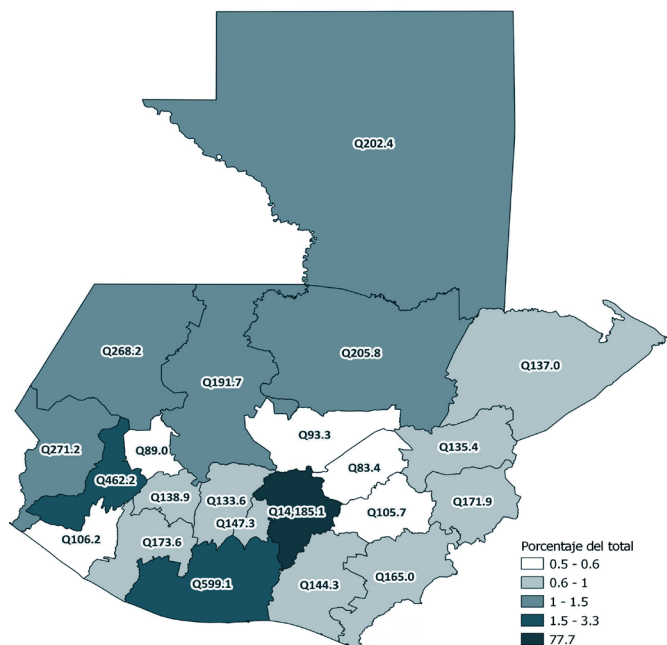 Q202.4
Q268.2
Q191.7
Q205.8
Q137.0
Q271.2
Q462.2
Q89.0
Q93.3
Q83.4
Q135.4
Q138.9
Q133.6
Q147.3
Q14,185.1
Q105.7
Q171.9
Q106.2
Q173.6
Q599.1
Q144.3
Q165.0
Porcentaje del total
0.5 - 0.6
0.6 - 1
1 - 1.5
1.5 - 3.3
77.7